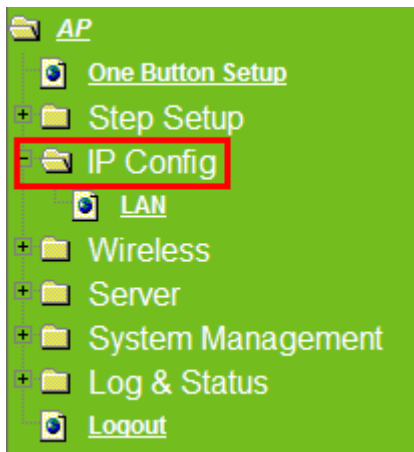 AP
One Button Setup
Step Setup
IP Config
LAN
Wireless
Server
System Management
Log & Status
Logout